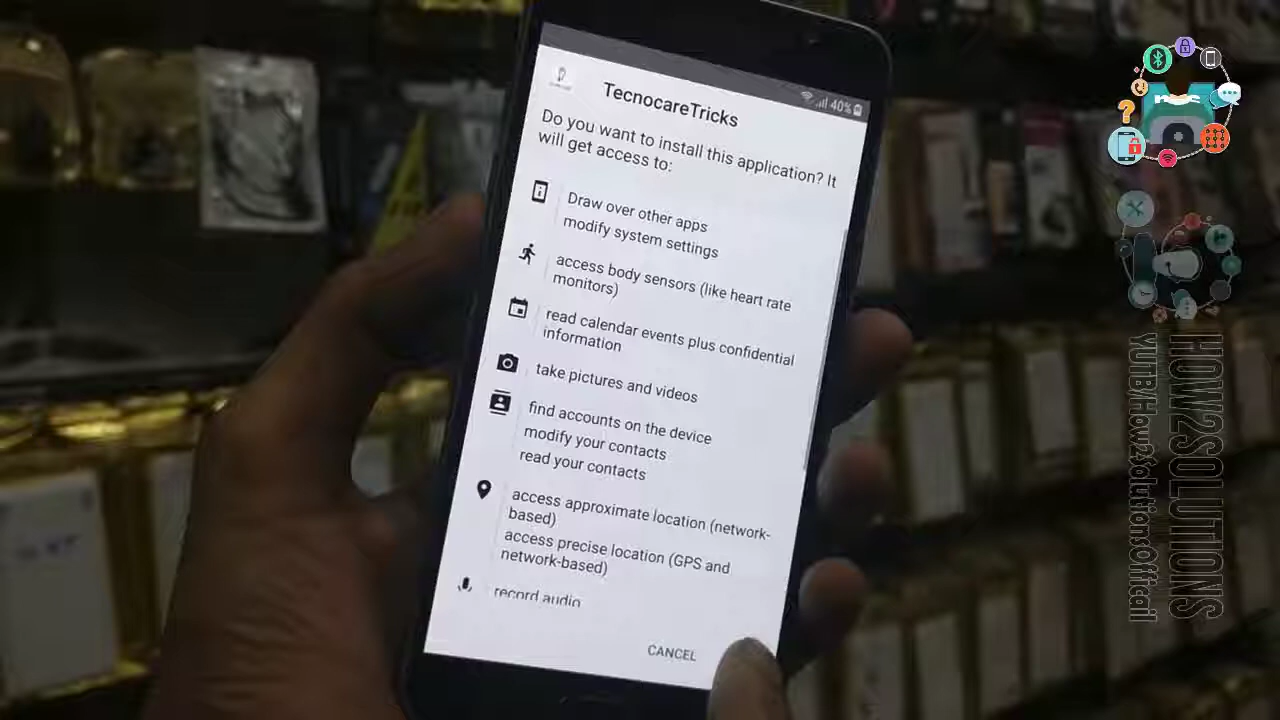 40%
TecnocareTricks
Do you want to install this application? It
will get access to:
Draw over other apps
modify system settings
access body sensors (like heart rate
monitors)
read calendar events plus confidential
information
take pictures and videos
find accounts on the device
modify your contacts
read your contacts
access approximate location (network-
based)
access precise location (GPS and
network-based)
record audio
CANCEL
HOW2SOLUTIONS
YUTB/How2SolutionsOffcail